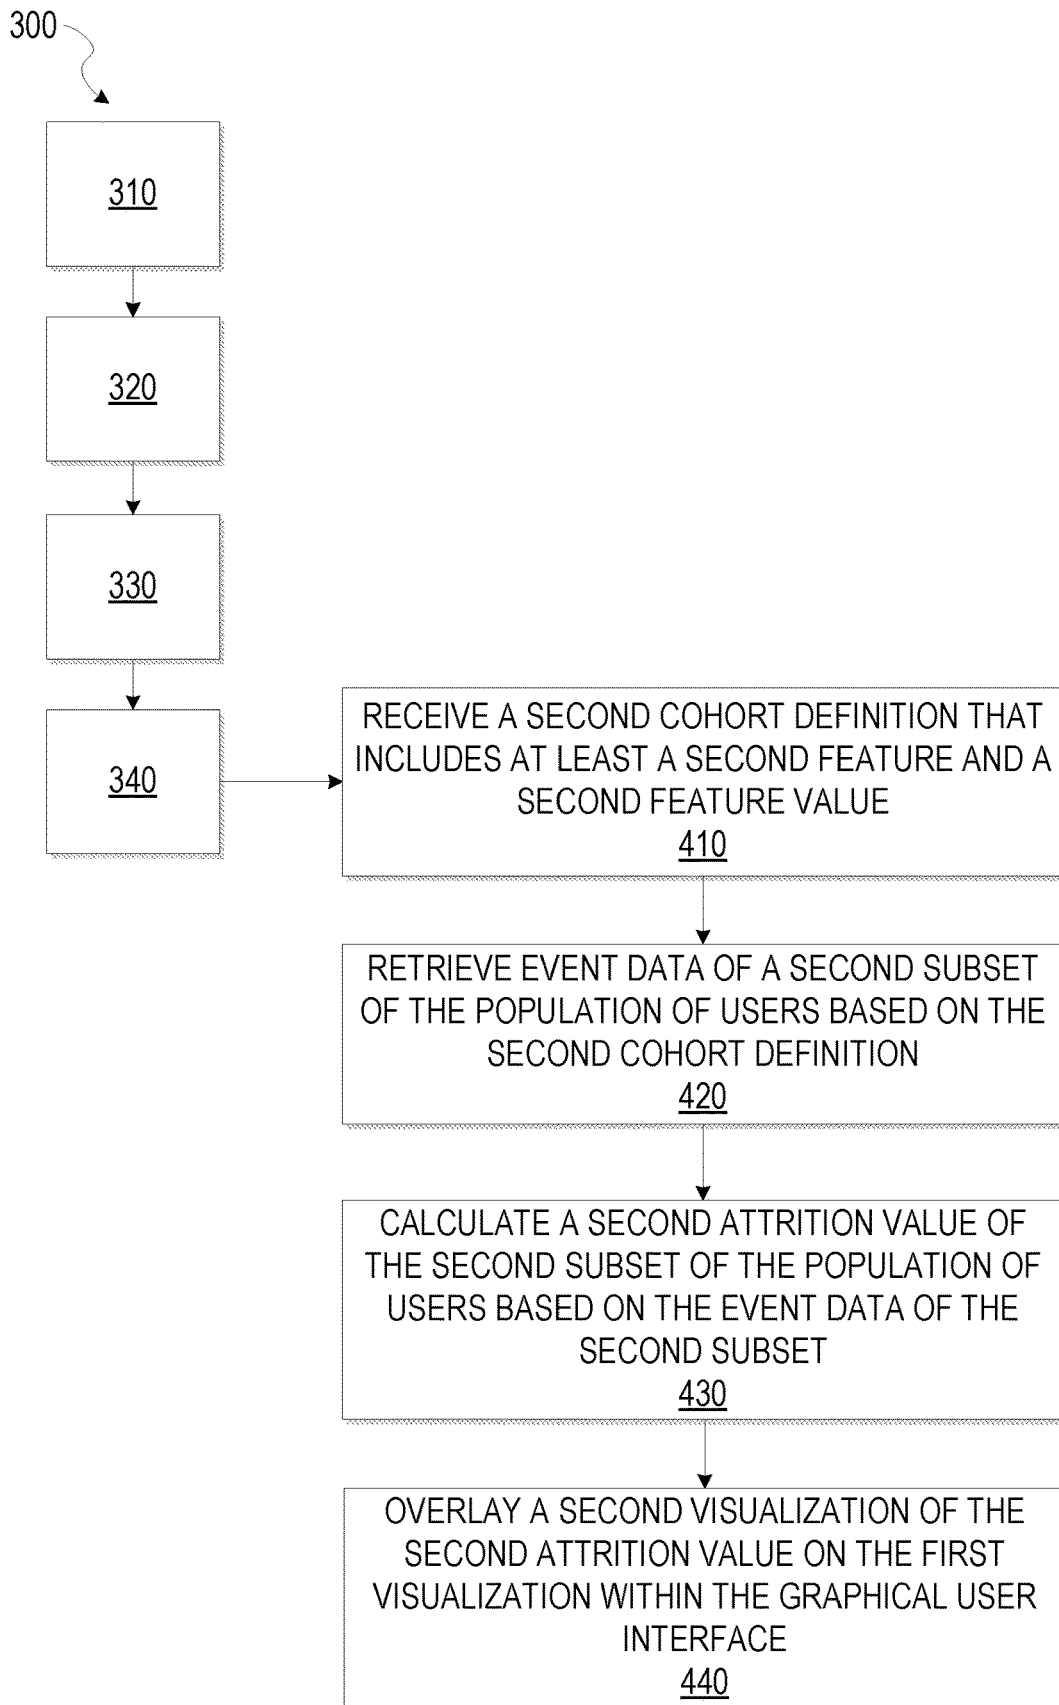 300
310
320
330
340
RECEIVE A SECOND COHORT DEFINITION THAT
INCLUDES AT LEAST A SECOND FEATURE AND A
SECOND FEATURE VALUE
410
RETRIEVE EVENT DATA OF A SECOND SUBSET
OF THE POPULATION OF USERS BASED ON THE
SECOND COHORT DEFINITION
420
CALCULATE A SECOND ATTRITION VALUE OF
THE SECOND SUBSET OF THE POPULATION OF
USERS BASED ON THE EVENT DATA OF THE
SECOND SUBSET
430
OVERLAY A SECOND VISUALIZATION OF THE
SECOND ATTRITION VALUE ON THE FIRST
VISUALIZATION WITHIN THE GRAPHICAL USER
INTERFACE
440